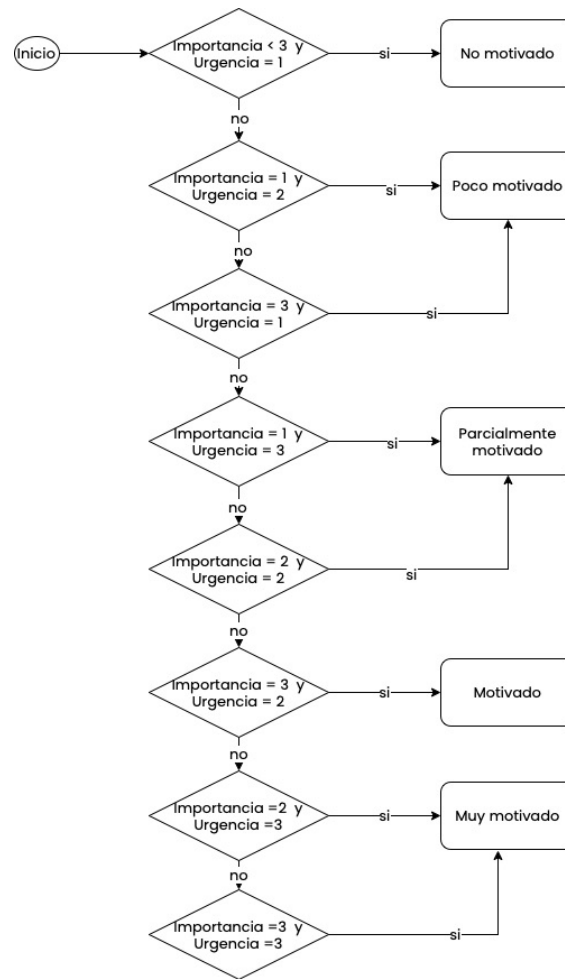 Inicio
Importancia < 3 y
Urgencia = 1
si
No motivado
no
Importancia = 1 y
Urgencia = 2
si
Poco motivado
no
Importancia = 3 y
Urgencia = 1
si
no
Importancia = 1 y
Urgencia = 3
si
Parcialmente
motivado
no
Importancia = 2 y
Urgencia = 2
si
no
Importancia = 3 y
Urgencia = 2
si
Motivado
no
Importancia =2 y
Urgencia =3
si
Muy motivado
no
Importancia =3 y
Urgencia =3
si